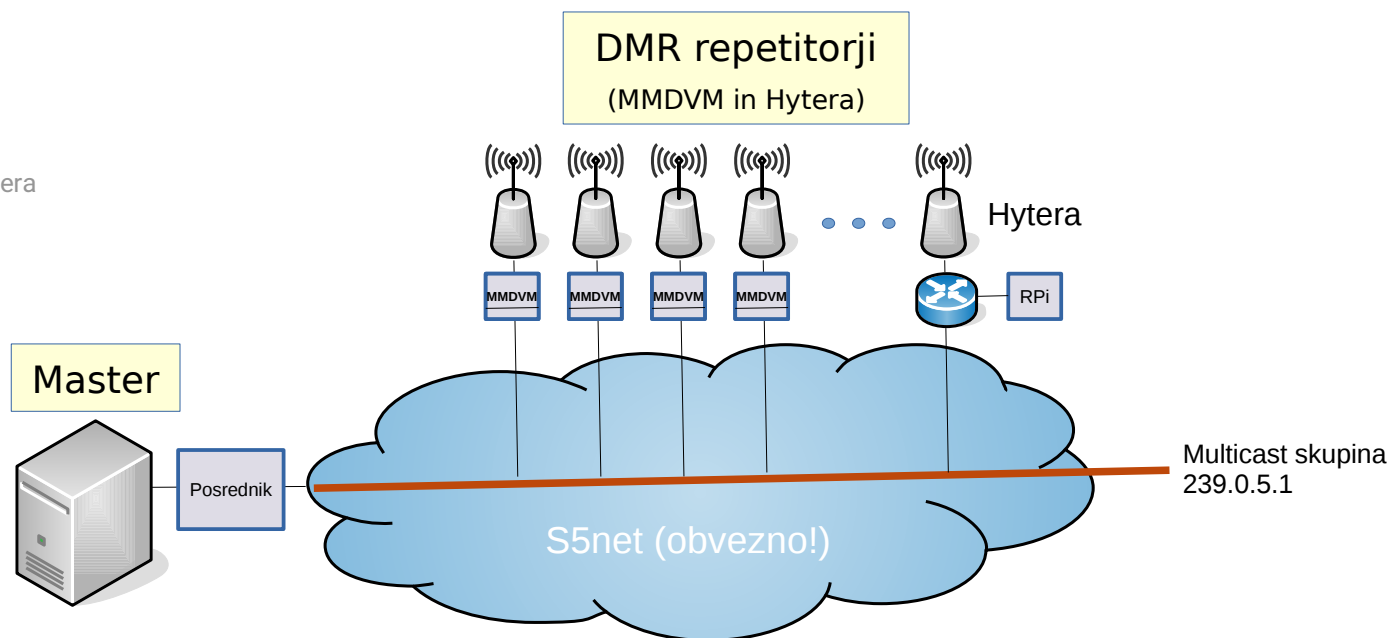 DMR repetitorji
(MMDVM in Hytera)
era
Hytera
MMDVM
MMDVM
MMDVM
MMDVM
RPi
Master
Posrednik
Multicast skupina
239.0.5.1
S5net (obvezno!)